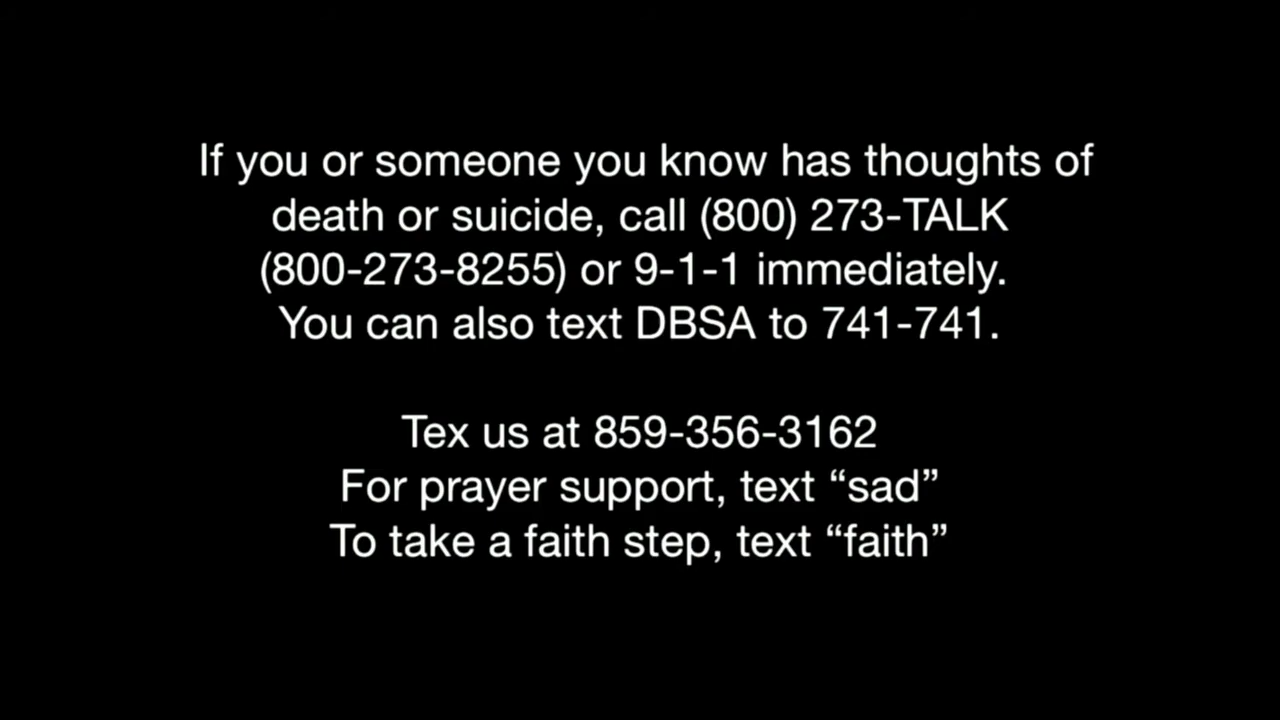 If you or someone you know has thoughts of
death or suicide, call (800) 273-TALK
(800-273-8255) or 9-1-1 immediately.
You can also text DBSA to 741-741.
Tex us at 859-356-3162
For prayer support, text “sad”
To take a faith step, text “faith”